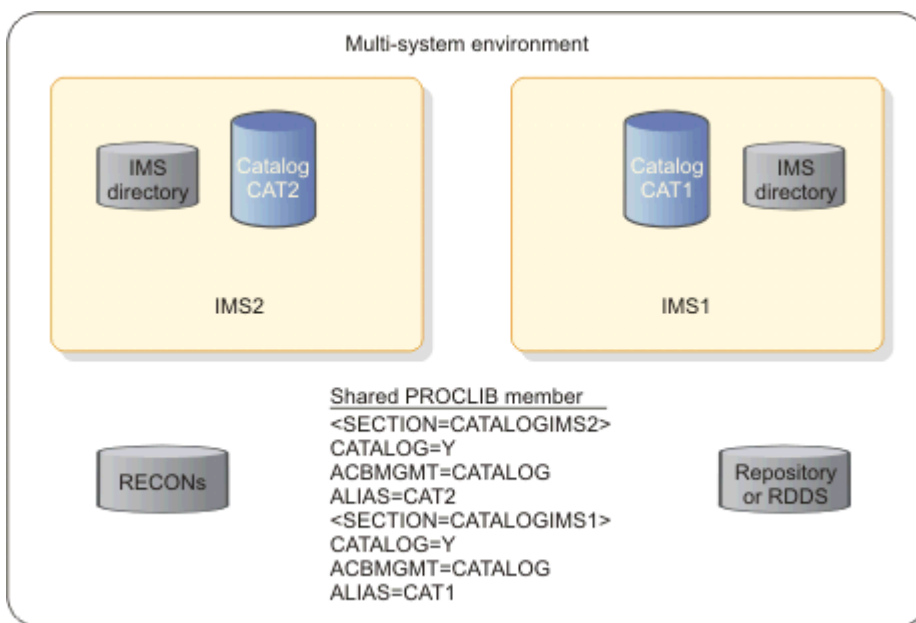 Multi-system environment
IMS
directory
Catalog
CAT2
IMS2
Catalog
CAT1
IMS
directory
IMS1
Shared PROCLIB member
<SECTION=CATALOGIMS2>
CATALOG=Y
ACBMGMT=CATALOG
ALIAS=CAT2
<SECTION=CATALOGIMS1>
CATALOG=Y
ACBMGMT=CATALOG
ALIAS=CAT1
RECONs
Repository
or RDDS